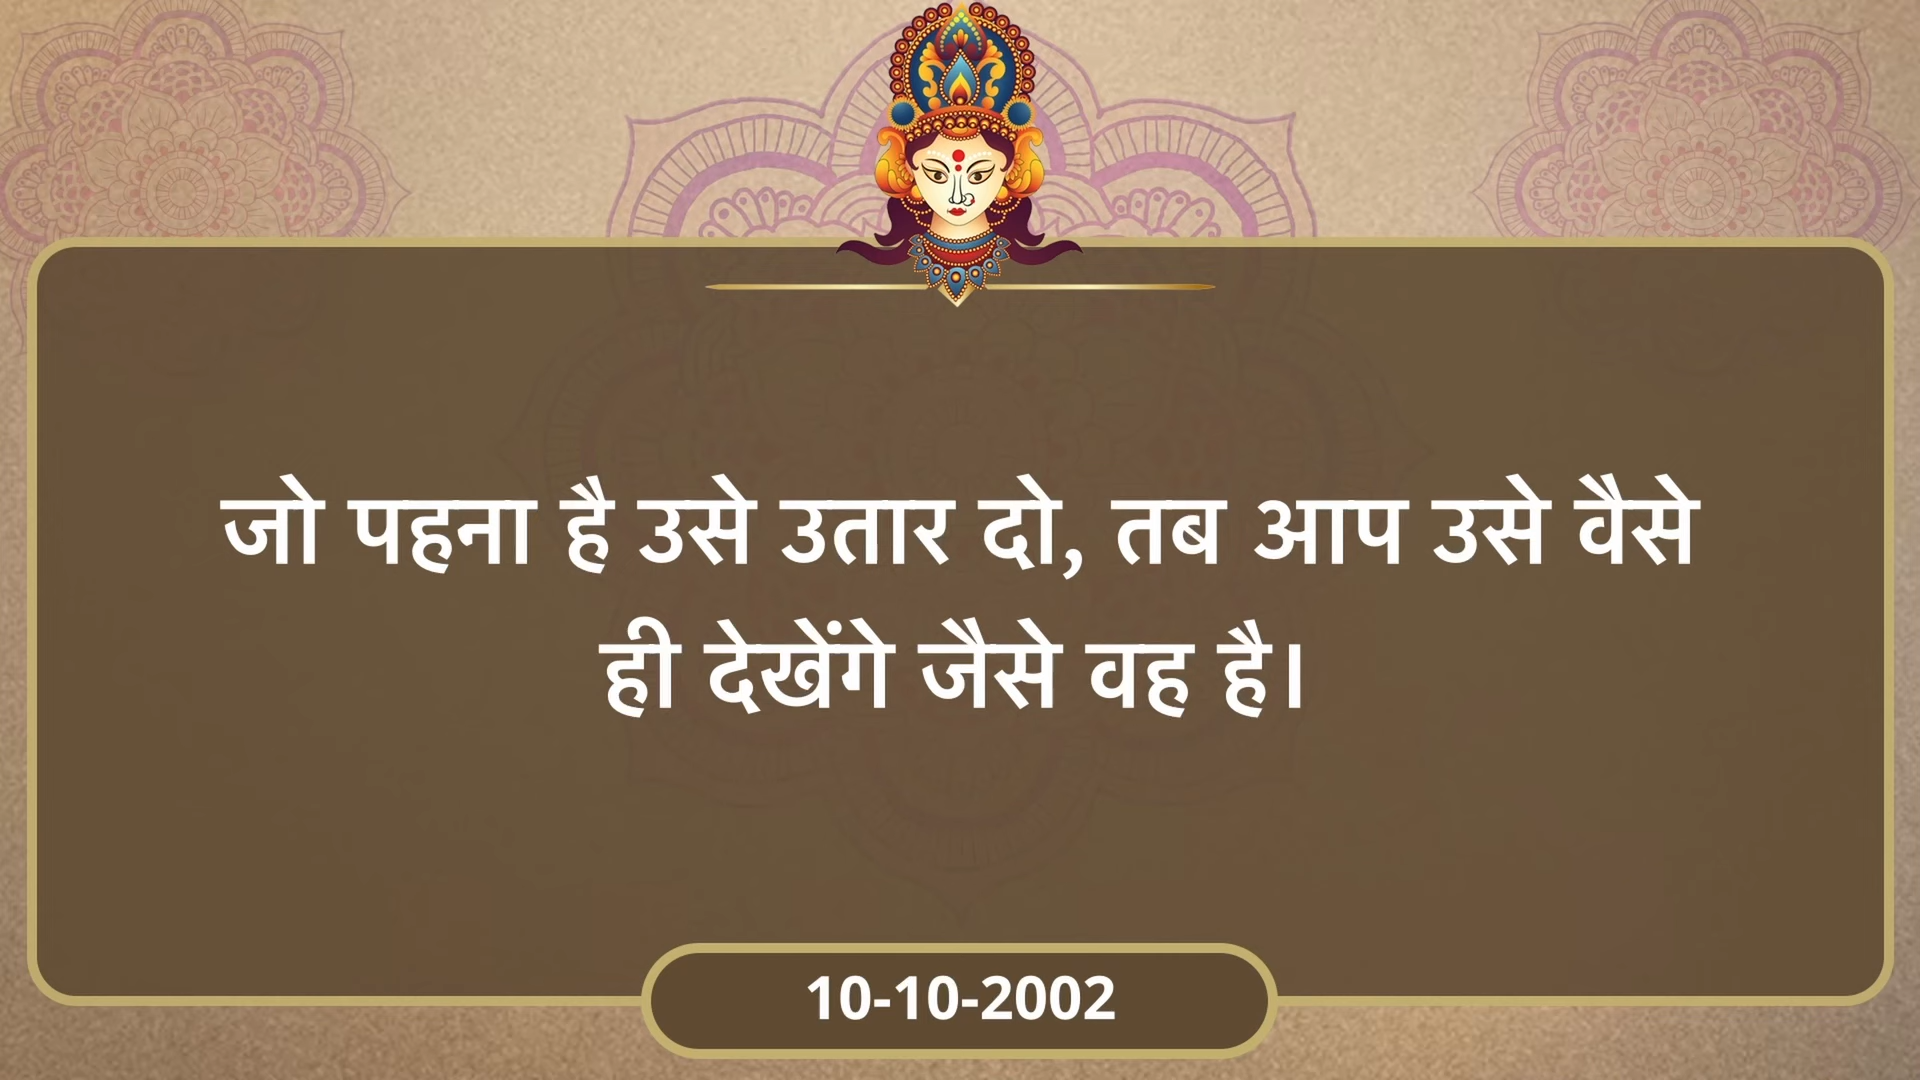 जो पहना है उसे उतार दो, तब आप उसे वैसे
ही देखेंगे जैसे वह है।
10-10-2002